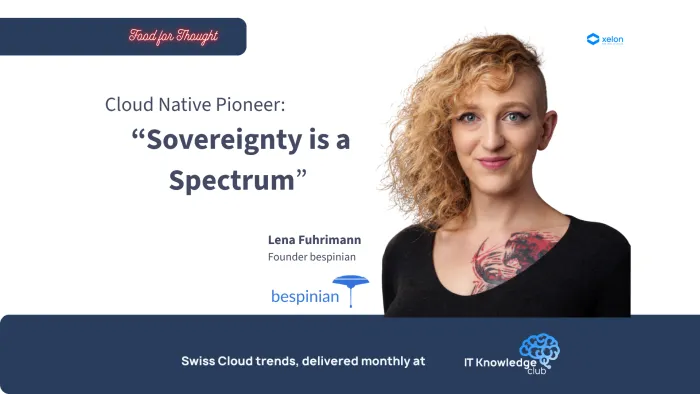 Food for Thought
xelon
Cloud Native Pioneer:
“Sovereignty is a
Spectrum”
Lena Fuhrimann
Founder bespinian
bespinian
Swiss Cloud trends, delivered monthly at
IT Knowledge
club